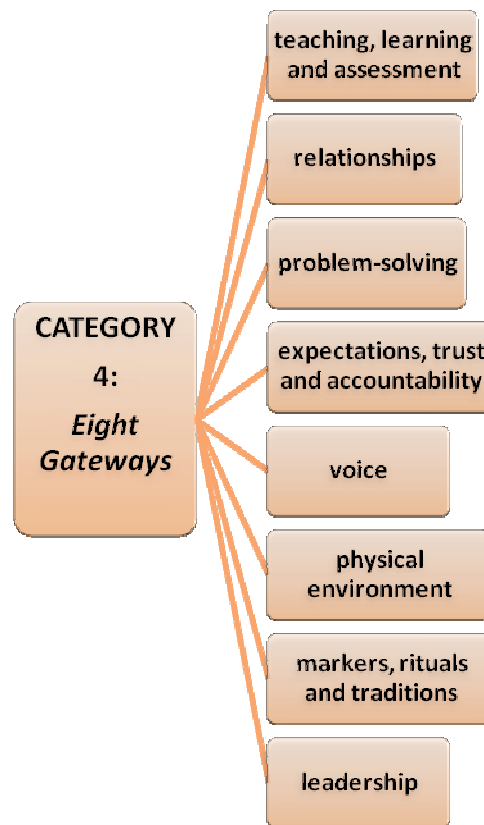 teaching, learning
and assessment
relationships
problem-solving
CATEGORY
4:
Eight
Gateways
expectations, trust
and accountability
voice
physical
environment
markers, rituals
and traditions
leadership